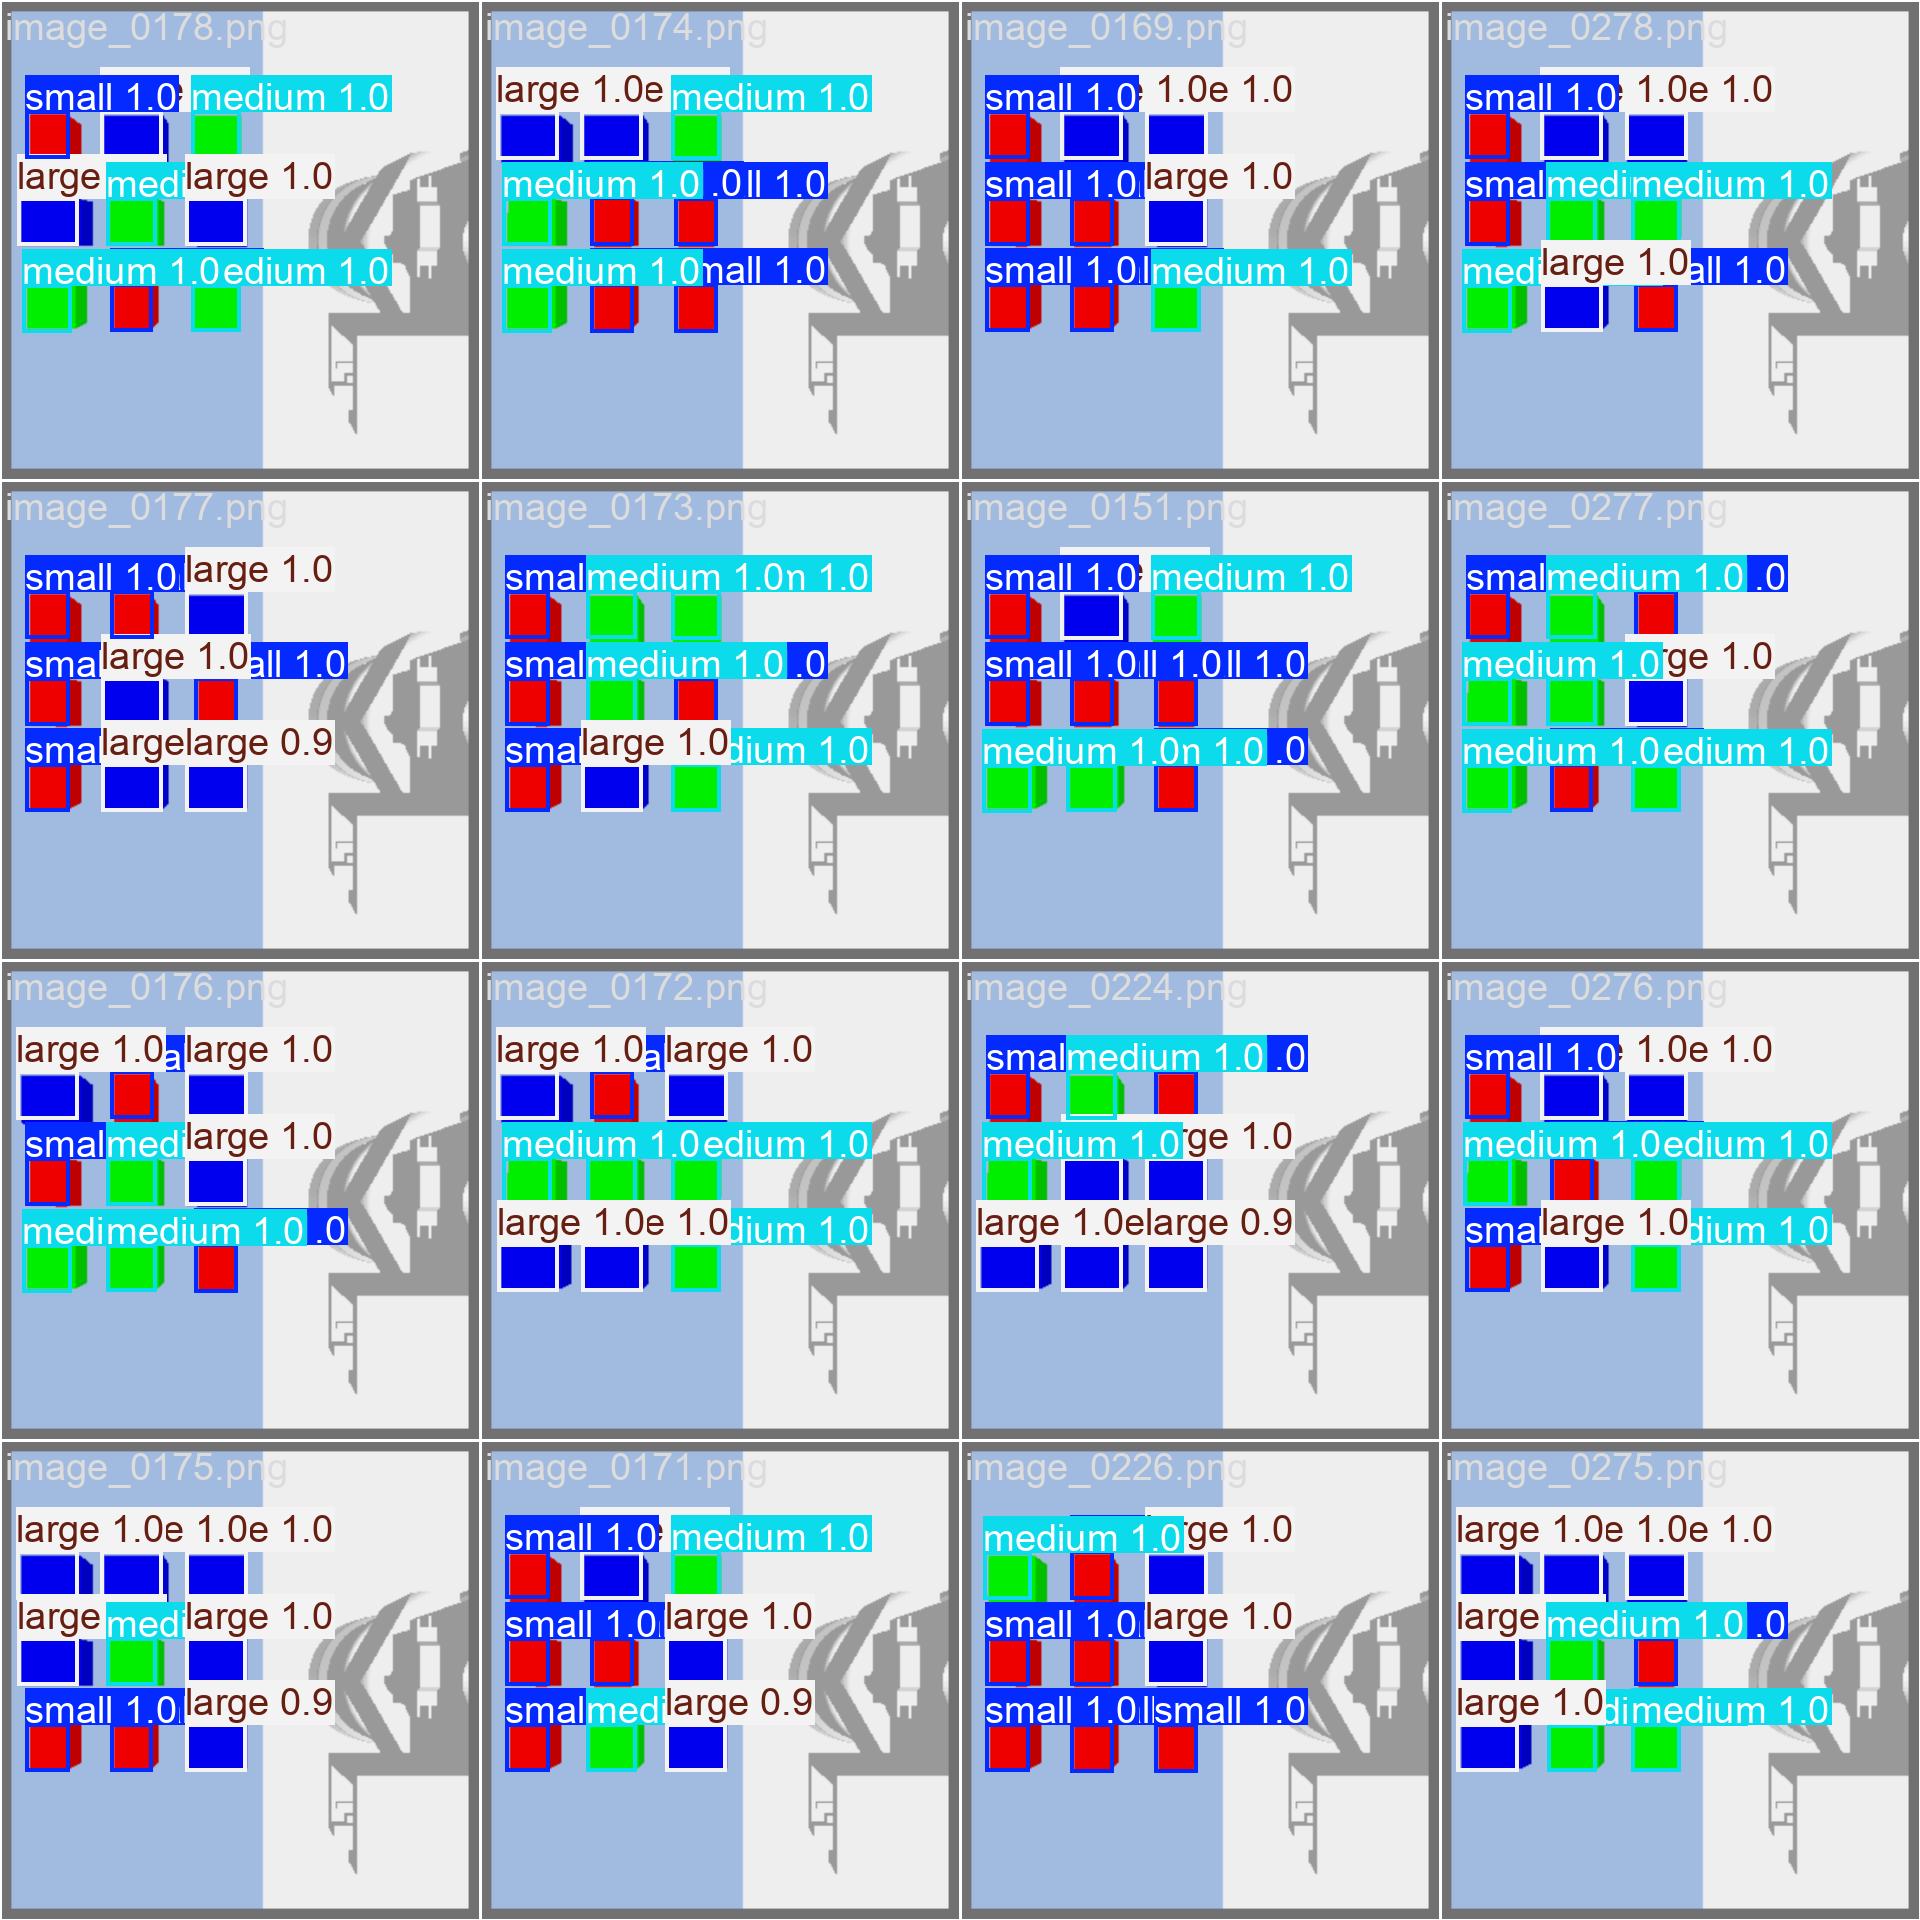 image_0178.png
small 1.0 medium 1.0
large medi large 1.0
medium 1.0 edium 1.0
image_0174.png
large 1.0e medium 1.0
medium 1.0 .0ll 1.0
medium 1.0 mall 1.0
image_0169.png
small 1.0 1.0e 1.0
small 1.0 large 1.0
small 1.0l medium 1.0
image_0278.png
small 1.0 1.0e 1.0
smal medi medium 1.0
medi large 1.0 all 1.0
image_0177.png
small 1.0 large 1.0
sma large 1.0 all 1.0
sma large large 0.9
image_0173.png
smal medium 1.0n 1.0
sma medium 1.0 .0
sma large 1.0 dium 1.0
image_0151.png
small 1.0 medium 1.0
small 1.0 ll 1.0 ll 1.0
medium 1.0n 1.0 .0
image_0277.png
smal medium 1.0 .0
medium 1.0 rge 1.0
medium 1.0 edium 1.0
image_0176.png
large 1.0 a large 1.0
smal medi large 1.0
medi medium 1.0 .0
image_0172.png
large 1.0 a large 1.0
medium 1.0 edium 1.0
large 1.0e 1.0 dium 1.0
image_0224.png
smal medium 1.0 .0
medium 1.0 rge 1.0
large 1.0e large 0.9
image_0276.png
small 1.0 1.0e 1.0
medium 1.0 edium 1.0
sma large 1.0 dium 1.0
image_0175.png
large 1.0e 1.0e 1.0
large medi large 1.0
small 1.0 large 0.9
image_0171.png
small 1.0 medium 1.0
small 1.0 large 1.0
smal medi large 0.9
image_0226.png
medium 1.0 rge 1.0
small 1.0 large 1.0
small 1.0ll small 1.0
image_0275.png
large 1.0e 1.0e 1.0
large medium 1.0 .0
large 1.0 di medium 1.0